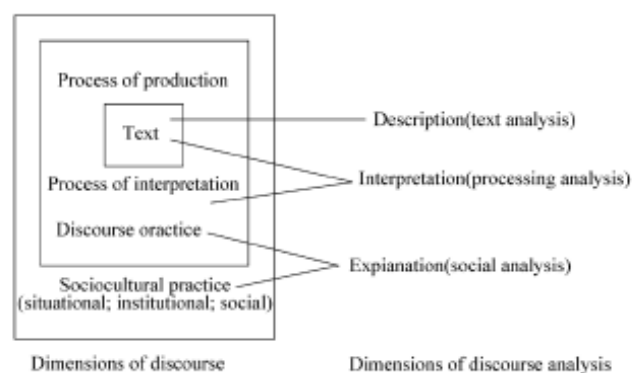 Process of production
Text
Description(text analysis)
Process of interpretation
Interpretation(processing analysis)
Discourse oractice
Expianation(social analysis)
Sociocultural practice
(situational; institutional; social)
Dimensions of discourse
Dimensions of discourse analysis